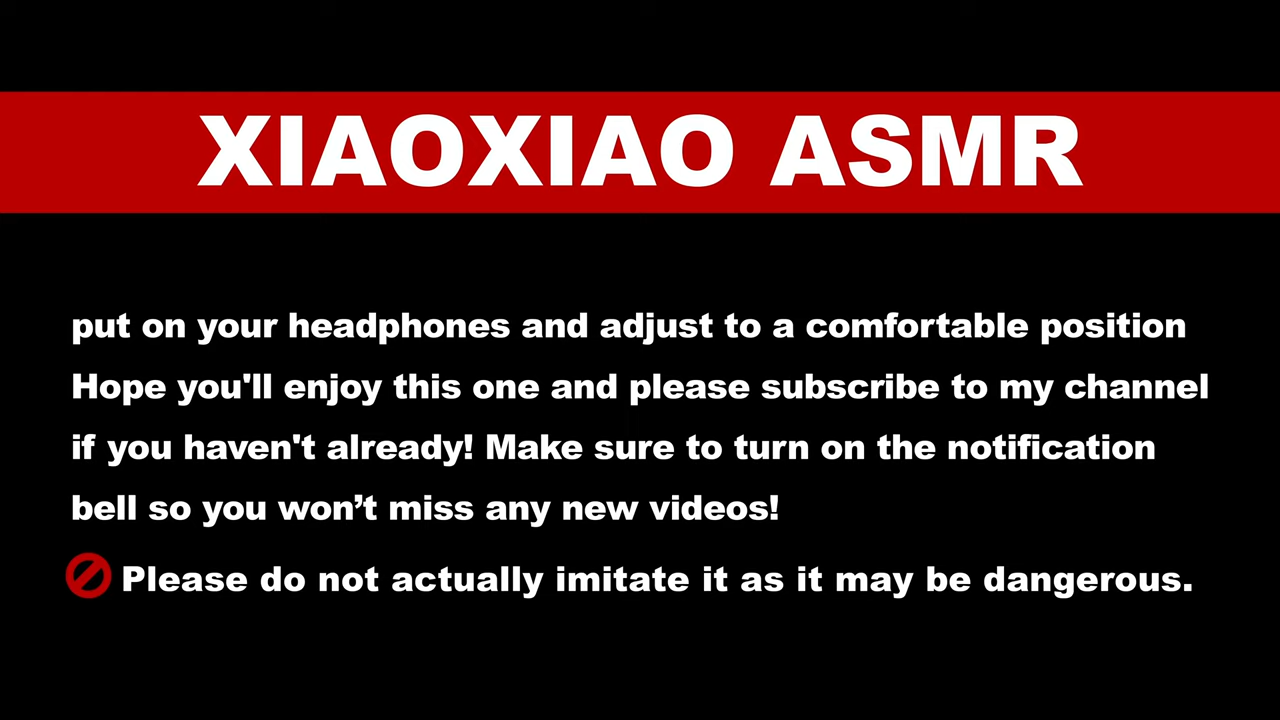 XIAOXIAO ASMR
put on your headphones and adjust to a comfortable position
Hope you'll enjoy this one and please subscribe to my channel
if you haven't already! Make sure to turn on the notification
bell so you won’t miss any new videos!
Please do not actually imitate it as it may be dangerous.